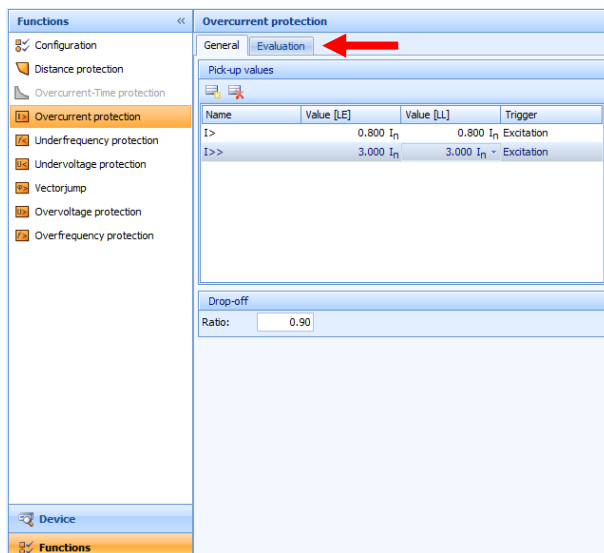 Functions «
Configuration
Distance protection
Overcurrent-Time protection
I> Overcurrent protection
f< Underfrequency protection
U< Undervoltage protection
Φ> Vectorjump
U> Overvoltage protection
f> Overfrequency protection
Device
Functions
Overcurrent protection
General Evaluation
Pick-up values
Name Value [LE] Value [LL] Trigger
I> 0.800 In 0.800 In Excitation
I>> 3.000 In 3.000 In Excitation
Drop-off
Ratio: 0.90